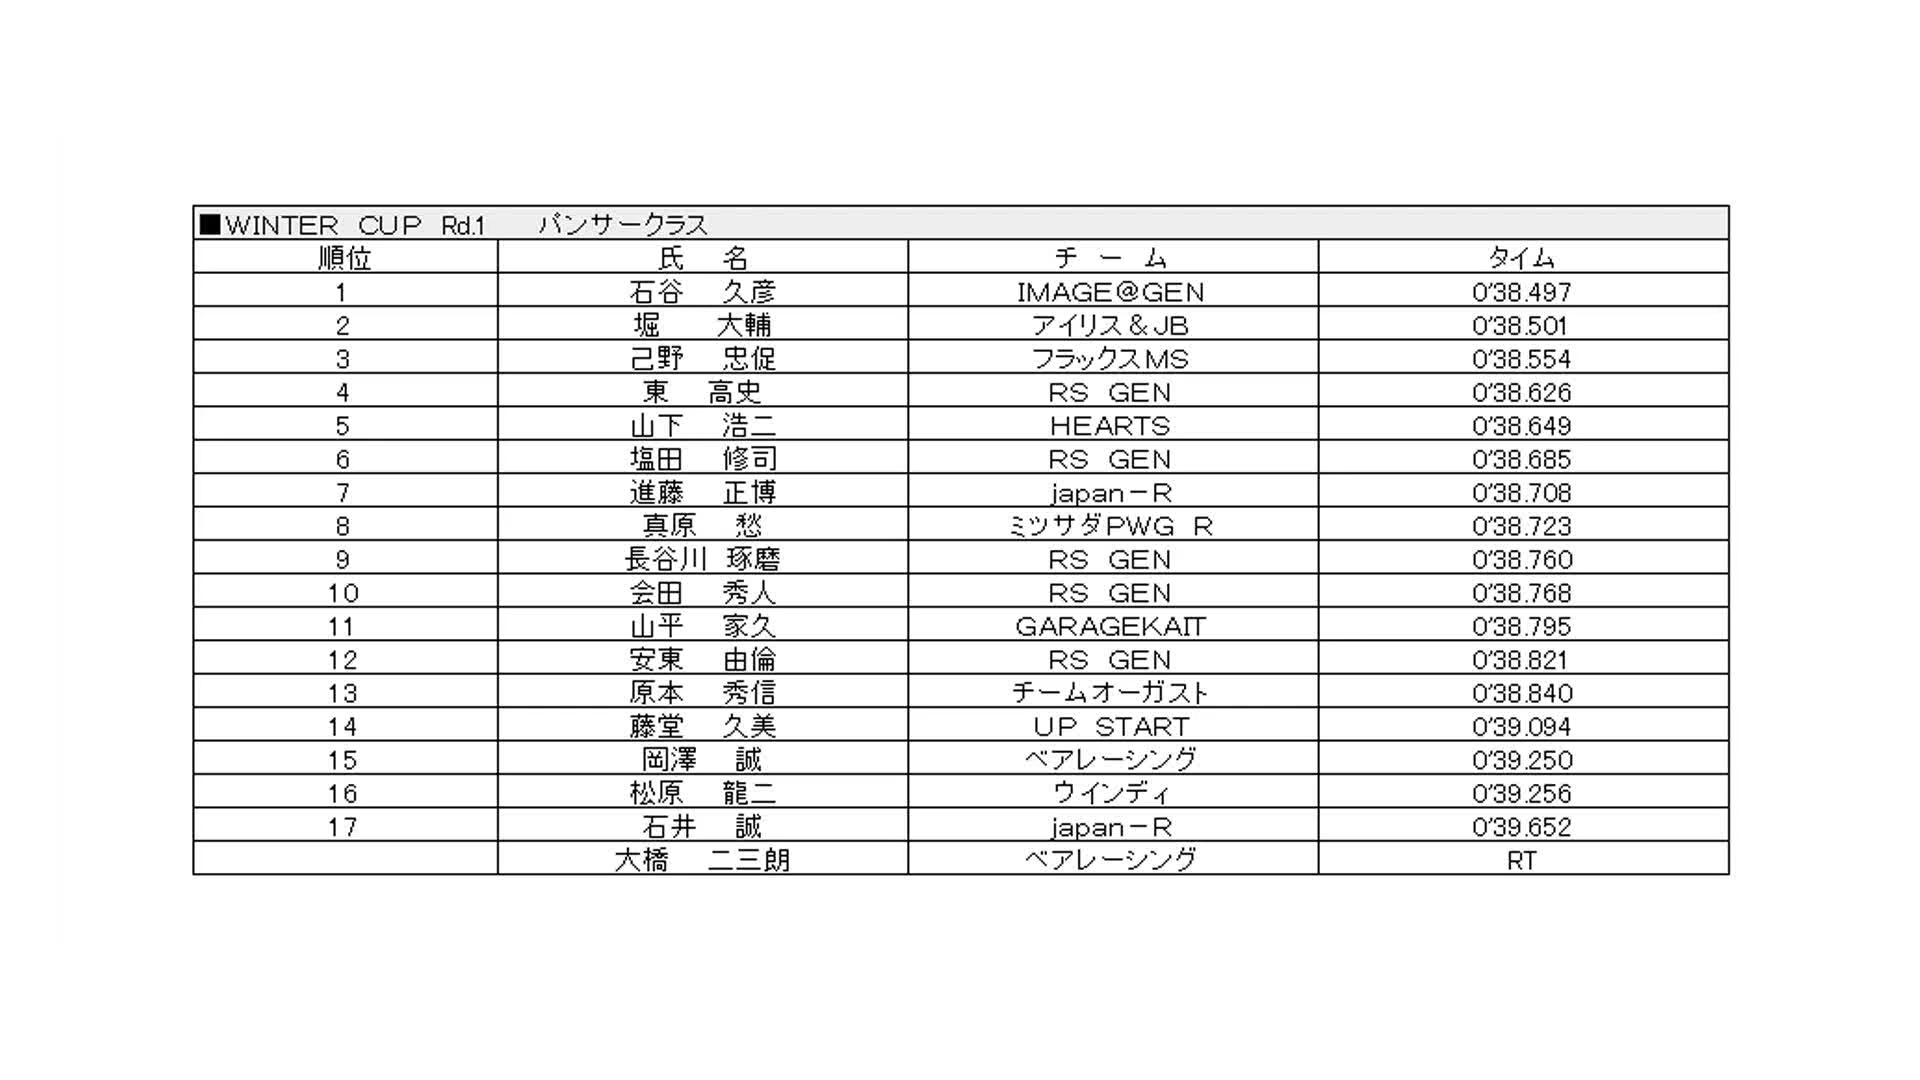 ■WINTER CUP Rd.1 パンサークラス
順位 氏 名 チ ー ム タイム
1 石谷 久彦 IMAGE@GEN 0'38.497
2 堀 大輔 アイリス＆JB 0'38.501
3 己野 忠促 フラックスMS 0'38.554
4 東 高史 RS GEN 0'38.626
5 山下 浩二 HEARTS 0'38.649
6 塩田 修司 RS GEN 0'38.685
7 進藤 正博 japan－R 0'38.708
8 真原 愁 ミツサダPWG R 0'38.723
9 長谷川 琢磨 RS GEN 0'38.760
10 会田 秀人 RS GEN 0'38.768
11 山平 家久 GARAGEKAIT 0'38.795
12 安東 由倫 RS GEN 0'38.821
13 原本 秀信 チームオーガスト 0'38.840
14 藤堂 久美 UP START 0'39.094
15 岡澤 誠 ベアレーシング 0'39.250
16 松原 龍二 ウインディ 0'39.256
17 石井 誠 japan－R 0'39.652
大橋 二三朗 ベアレーシング RT